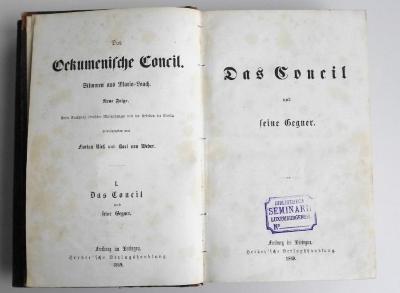 Das
Oekumenische Concil.
Stimmen aus Maria-Laach.
Neue Folge.
Florian Rieß und Karl von Weber.
I.
Das Concil
und
seine Gegner.
Freiburg im Breisgau.
Herder'sche Verlagshandlung.
1869.
Das Concil
und
seine Gegner.
BIBLIOTHECA
SEMINARII
LUXEMBURGENSIS
Nº
Freiburg im Breisgau.
Herder'sche Verlagshandlung.
1869.